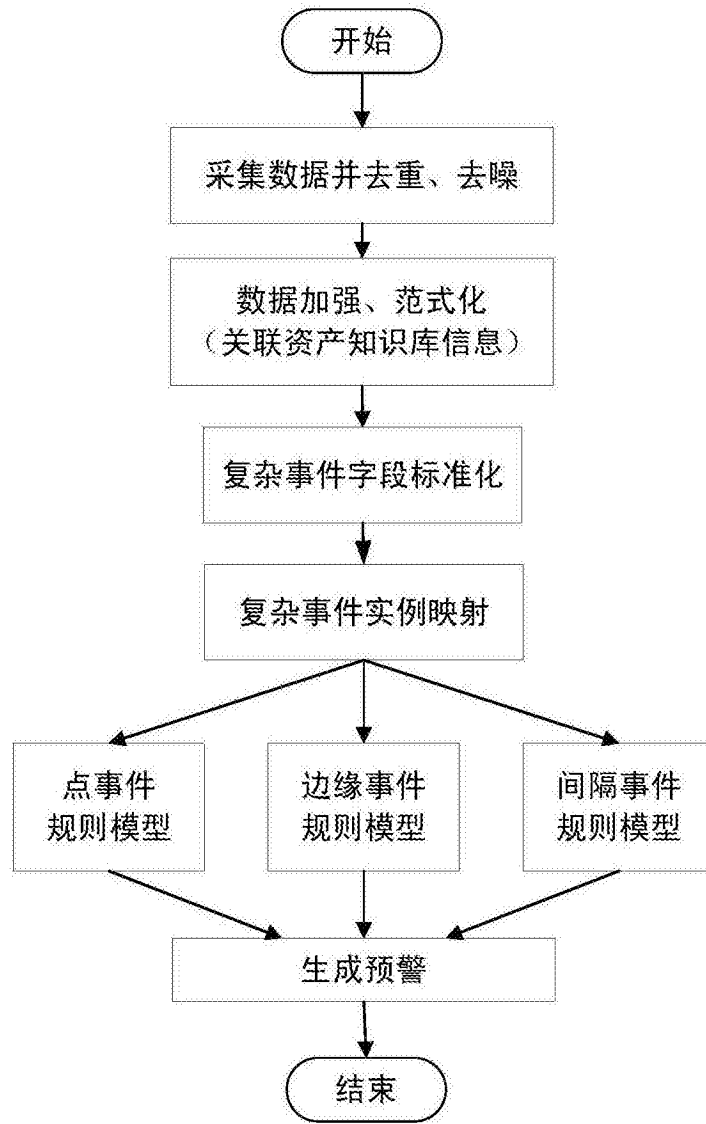 开始
采集数据并去重、去噪
数据加强、范式化
（关联资产知识库信息）
复杂事件字段标准化
复杂事件实例映射
点事件
规则模型
边缘事件
规则模型
间隔事件
规则模型
生成预警
结束